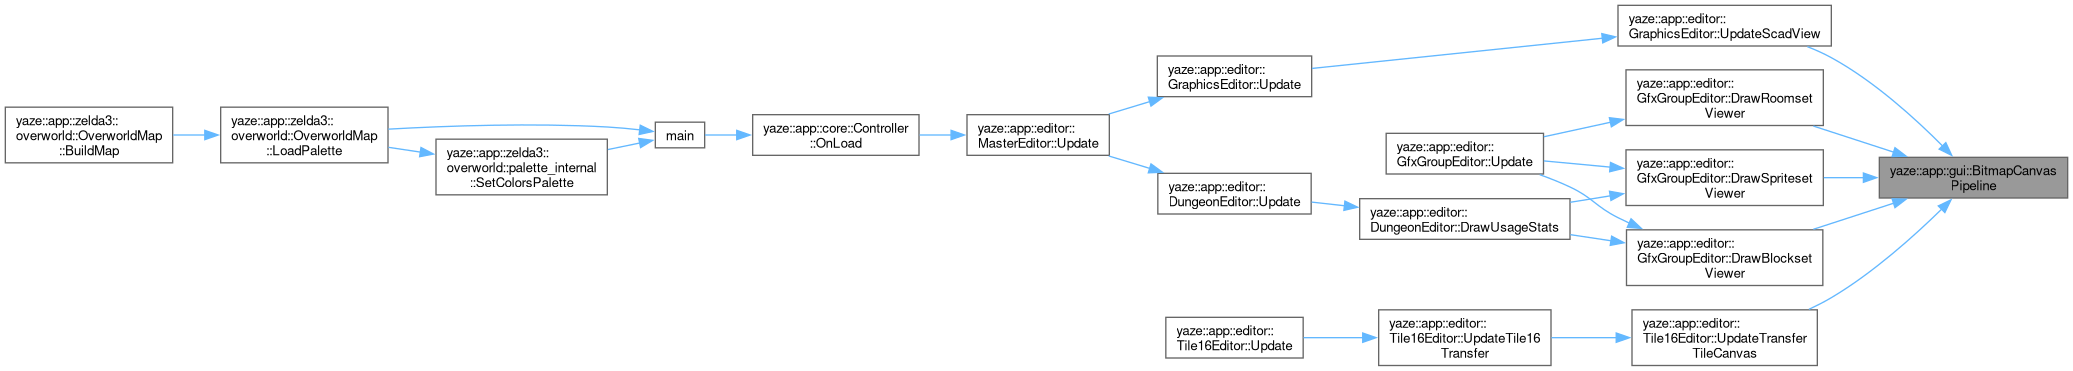 yaze::app::zelda3::
overworld::OverworldMap
::BuildMap
yaze::app::zelda3::
overworld::OverworldMap
::LoadPalette
yaze::app::zelda3::
overworld::palette_internal
::SetColorsPalette
main
yaze::app::core::Controller
::OnLoad
yaze::app::editor::
MasterEditor::Update
yaze::app::editor::
GraphicsEditor::Update
yaze::app::editor::
DungeonEditor::Update
yaze::app::editor::
Tile16Editor::Update
yaze::app::editor::
GfxGroupEditor::Update
yaze::app::editor::
DungeonEditor::DrawUsageStats
yaze::app::editor::
Tile16Editor::UpdateTile16
Transfer
yaze::app::editor::
GraphicsEditor::UpdateScadView
yaze::app::editor::
GfxGroupEditor::DrawRoomset
Viewer
yaze::app::editor::
GfxGroupEditor::DrawSpriteset
Viewer
yaze::app::editor::
GfxGroupEditor::DrawBlockset
Viewer
yaze::app::editor::
Tile16Editor::UpdateTransfer
TileCanvas
yaze::app::gui::BitmapCanvas
Pipeline